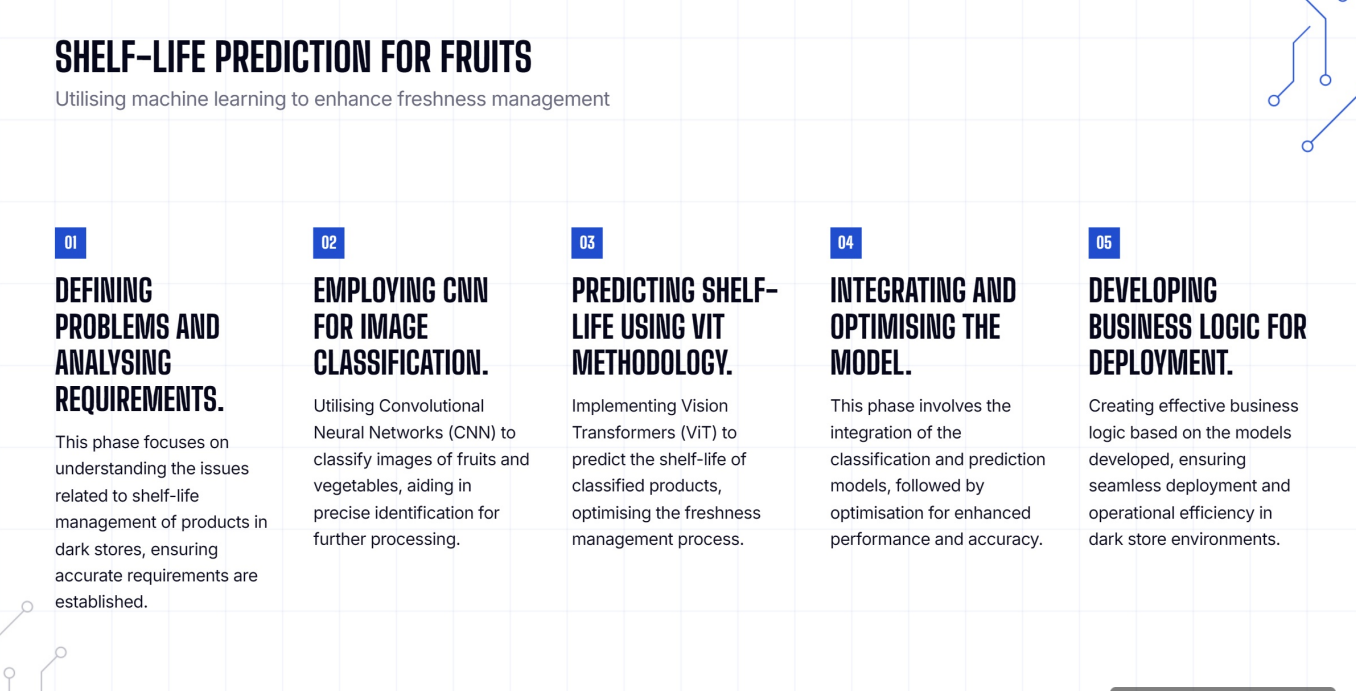 SHELF-LIFE PREDICTION FOR FRUITS
Utilising machine learning to enhance freshness management
01
DEFINING
PROBLEMS AND
ANALYSING
REQUIREMENTS.
This phase focuses on
understanding the issues
related to shelf-life
management of products in
dark stores, ensuring
accurate requirements are
established.
02
EMPLOYING CNN
FOR IMAGE
CLASSIFICATION.
Utilising Convolutional
Neural Networks (CNN) to
classify images of fruits and
vegetables, aiding in
precise identification for
further processing.
03
PREDICTING SHELF-
LIFE USING VIT
METHODOLOGY.
Implementing Vision
Transformers (ViT) to
predict the shelf-life of
classified products,
optimising the freshness
management process.
04
INTEGRATING AND
OPTIMISING THE
MODEL.
This phase involves the
integration of the
classification and prediction
models, followed by
optimisation for enhanced
performance and accuracy.
05
DEVELOPING
BUSINESS LOGIC FOR
DEPLOYMENT.
Creating effective business
logic based on the models
developed, ensuring
seamless deployment and
operational efficiency in
dark store environments.